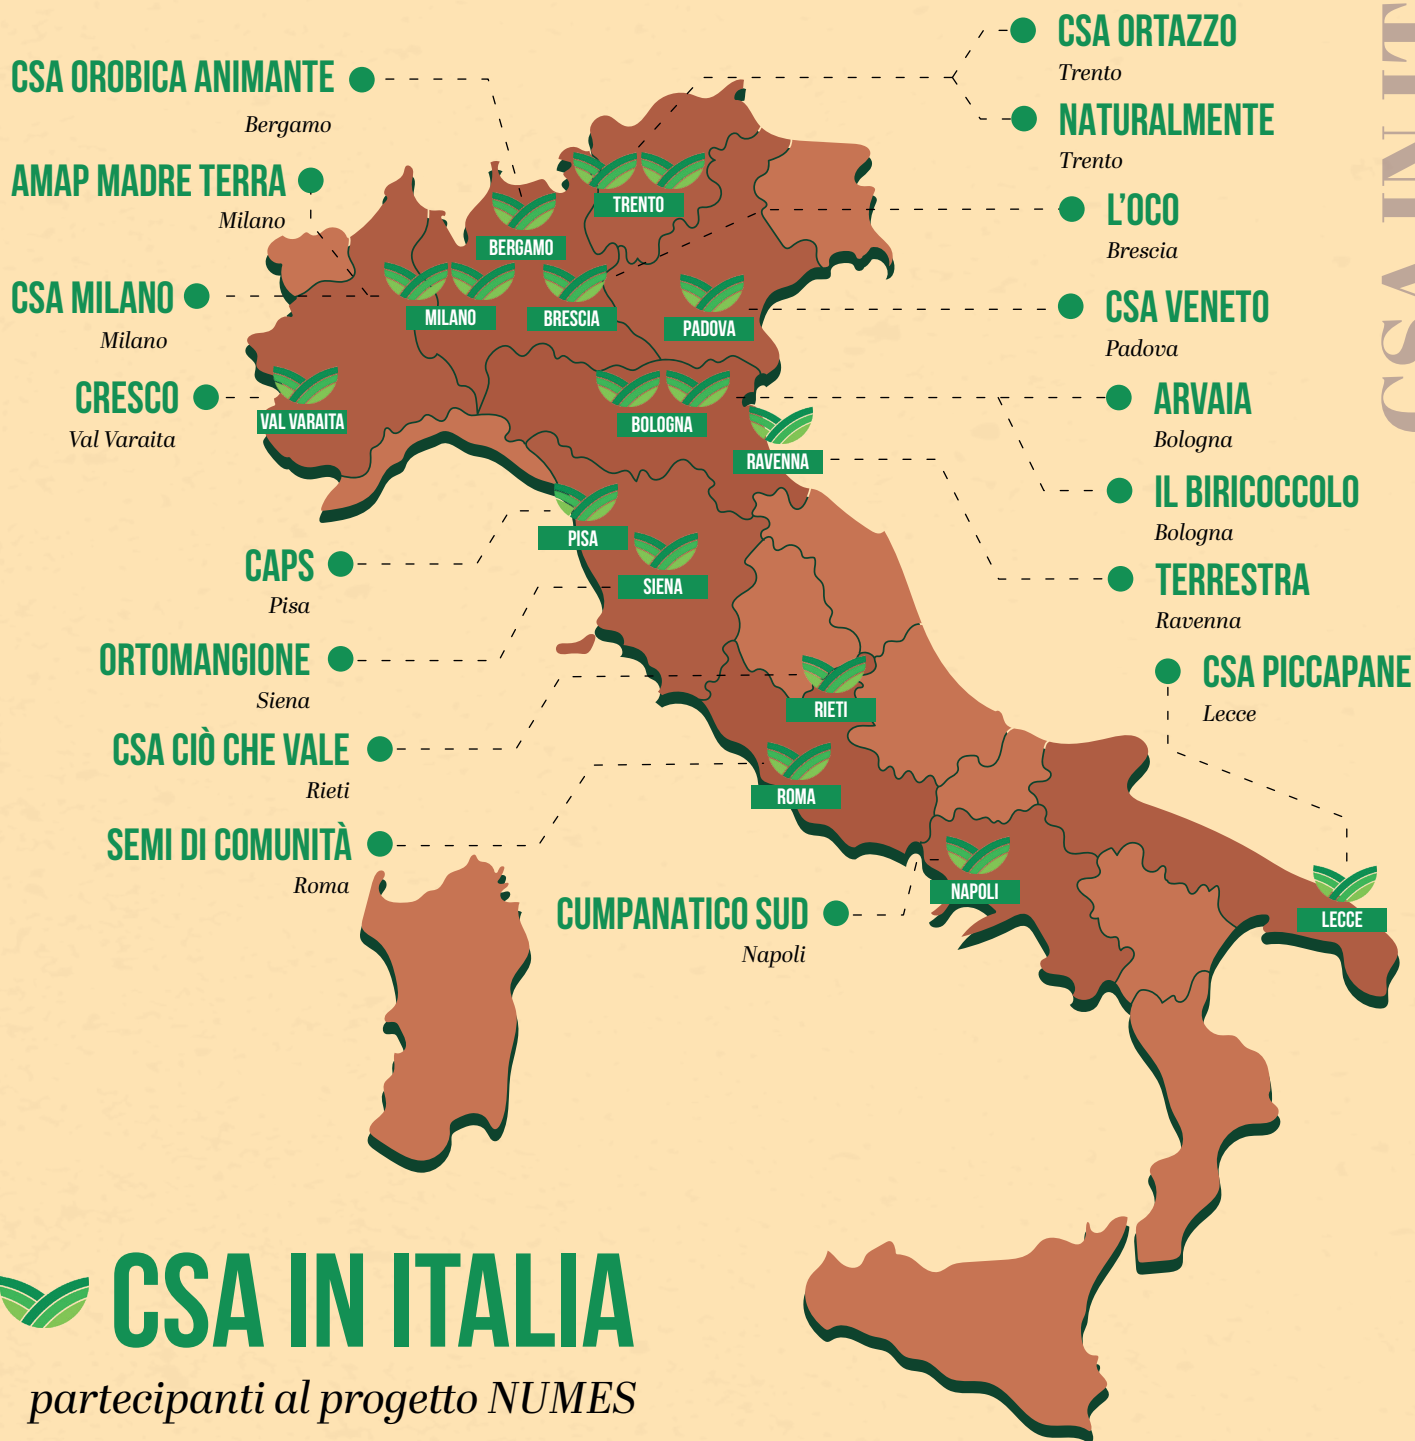 CSA OROBICA ANIMANTE
Bergamo
AMAP MADRE TERRA
Milano
CSA MILANO
Milano
CRESCO
Val Varaita
CAPS
Pisa
ORTOMANGIONE
Siena
CSA CIÒ CHE VALE
Rieti
SEMI DI COMUNITÀ
Roma
CUMPANATICO SUD
Napoli
CSA ORTAZZO
Trento
NATURALMENTE
Trento
L'OCO
Brescia
CSA VENETO
Padova
ARVAIA
Bologna
IL BIRICOCCOLO
Bologna
TERRESTRA
Ravenna
CSA PICCAPANE
Lecce
TRENTO
BERGAMO
MILANO
BRESCIA
PADOVA
VAL VARAITA
BOLOGNA
RAVENNA
PISA
SIENA
RIETI
ROMA
NAPOLI
LECCE
CSA IN ITALIA
partecipanti al progetto NUMES
CSA IN